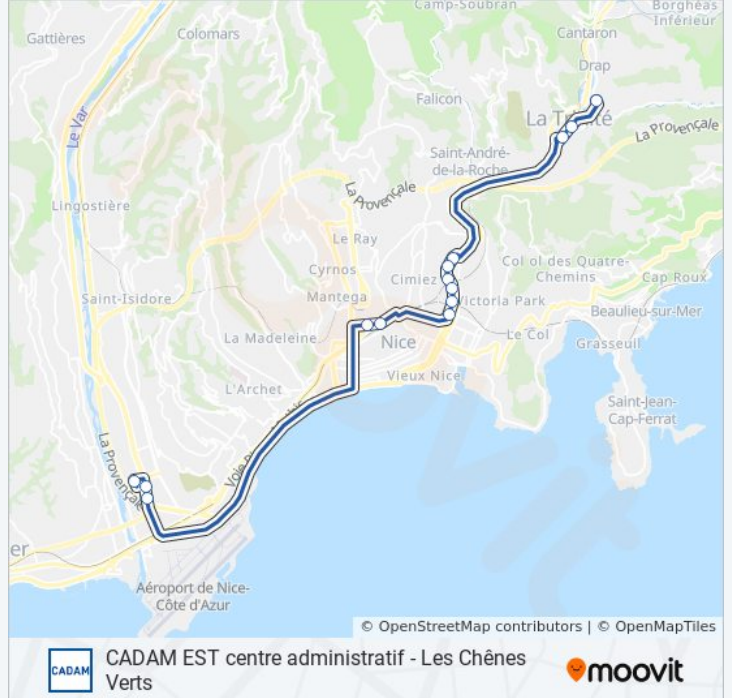 Camp-Soubran
Borghéas
Inférieur
Gattières
Colomars
Cantaron
Drap
Falicon
La Trinité
Le Var
La Provençale
Saint-André-
de-la-Roche
La Provençale
Lingostière
Le Ray
Cyrnos
Cimiez
Col des Quatre-
Chemins
Cap Roux
Saint-Isidore
Mantega
Victoria Park
Beaulieu-sur-Mer
La Madeleine
Nice
Le Col
Grasseuil
L'Archet
Vieux Nice
Saint-Jean-
Cap-Ferrat
La Provençale
Voie
er
Aéroport de Nice-
Côte d'Azur
© OpenStreetMap contributors | © OpenMapTiles
CADAM
CADAM EST centre administratif - Les Chênes
Verts
moovit